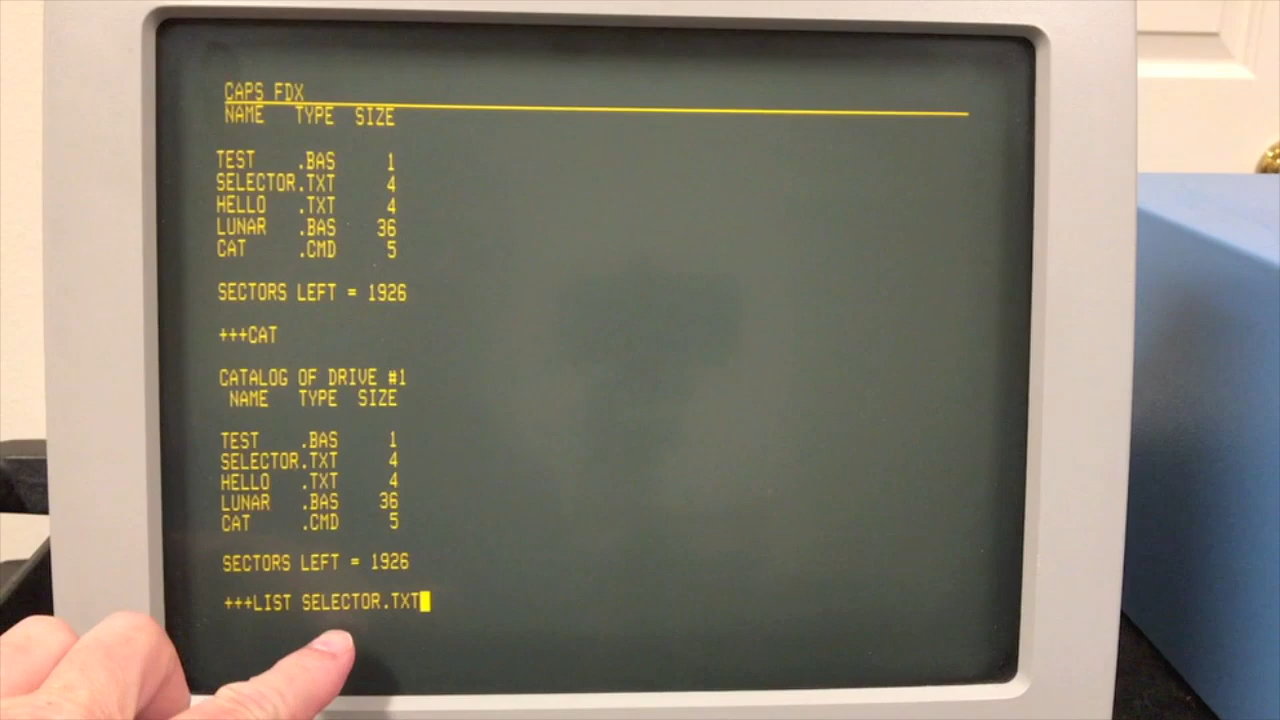 CAPS FDX
NAME TYPE SIZE
TEST .BAS 1
SELECTOR.TXT 4
HELLO .TXT 4
LUNAR .BAS 36
CAT .CMD 5
SECTORS LEFT = 1926
+++CAT
CATALOG OF DRIVE #1
NAME TYPE SIZE
TEST .BAS 1
SELECTOR.TXT 4
HELLO .TXT 4
LUNAR .BAS 36
CAT .CMD 5
SECTORS LEFT = 1926
+++LIST SELECTOR.TXT